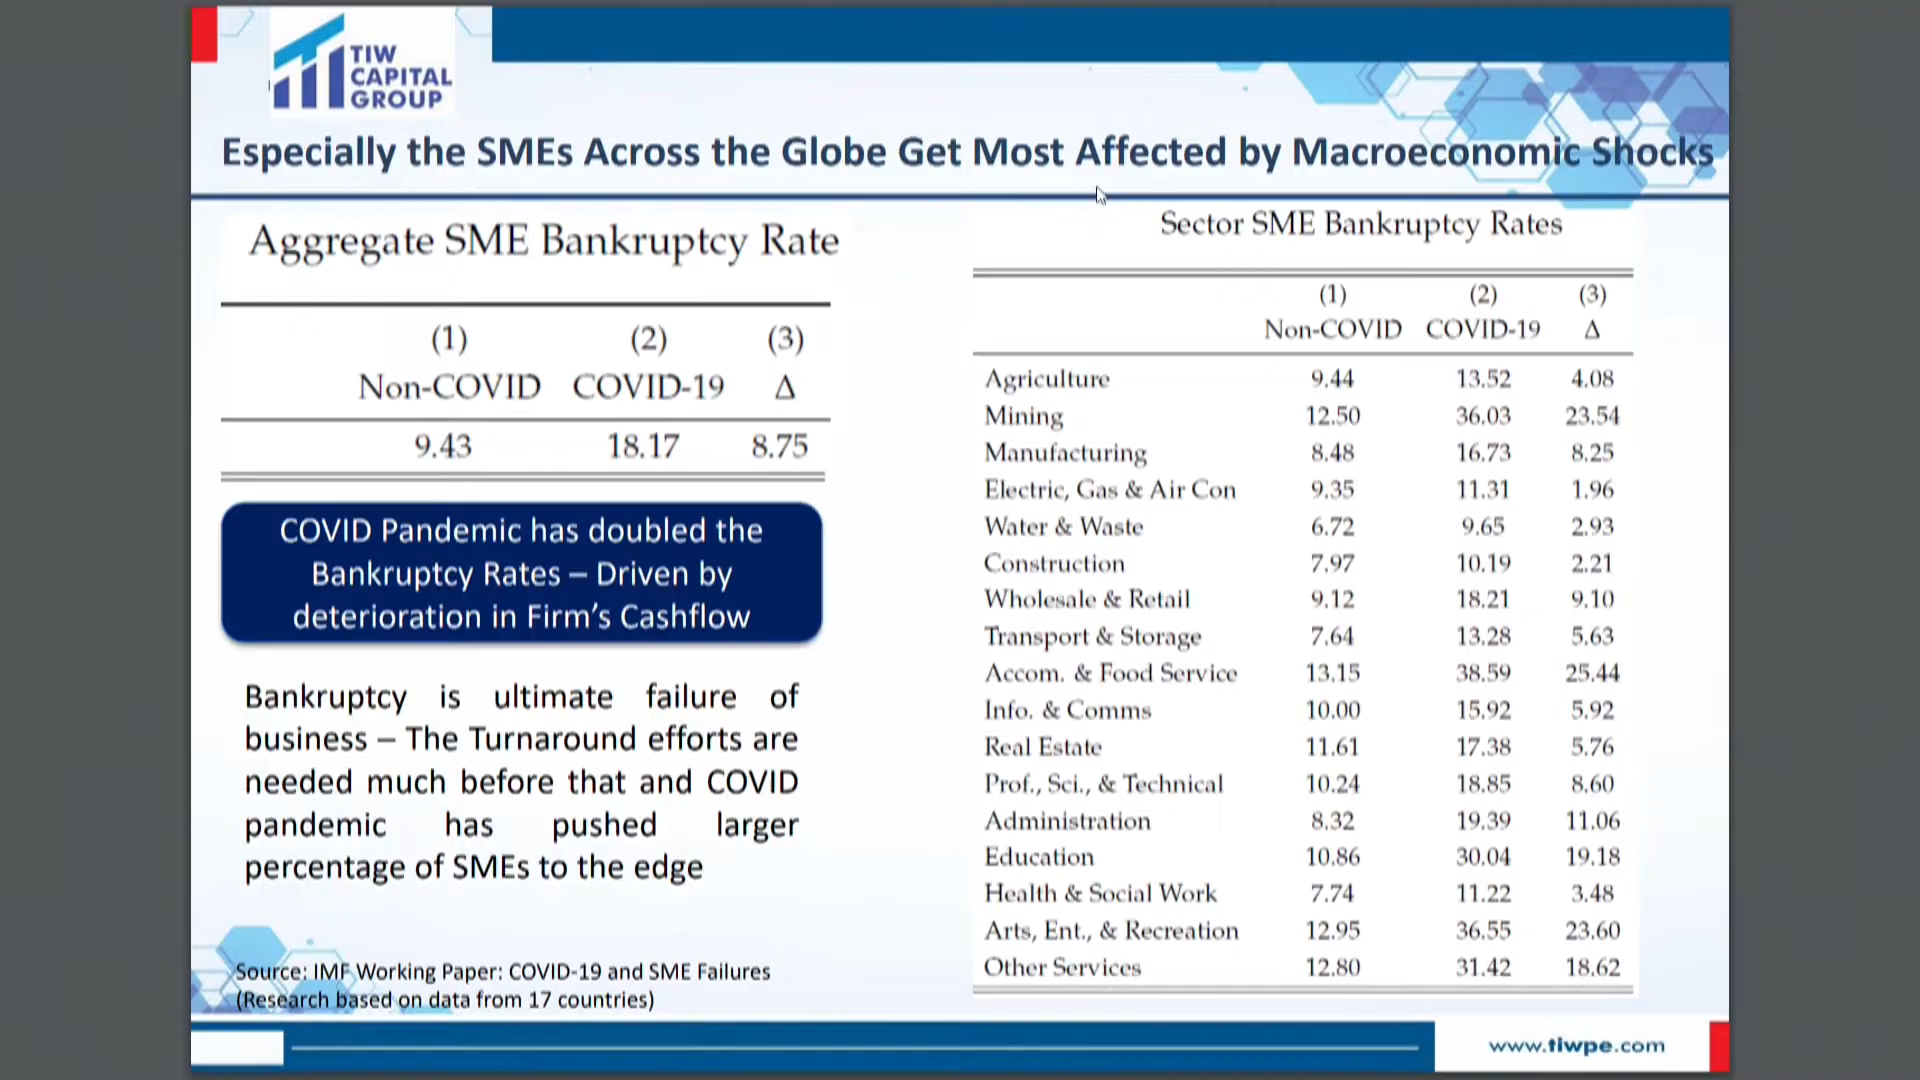 TIW
CAPITAL
GROUP
Especially the SMEs Across the Globe Get Most Affected by Macroeconomic Shocks
Aggregate SME Bankruptcy Rate
(1) (2) (3)
Non-COVID COVID-19 Δ
9.43 18.17 8.75
COVID Pandemic has doubled the
Bankruptcy Rates – Driven by
deterioration in Firm’s Cashflow
Bankruptcy is ultimate failure of
business – The Turnaround efforts are
needed much before that and COVID
pandemic has pushed larger
percentage of SMEs to the edge
Source: IMF Working Paper: COVID-19 and SME Failures
(Research based on data from 17 countries)
Sector SME Bankruptcy Rates
(1) (2) (3)
Non-COVID COVID-19 Δ
Agriculture 9.44 13.52 4.08
Mining 12.50 36.03 23.54
Manufacturing 8.48 16.73 8.25
Electric, Gas & Air Con 9.35 11.31 1.96
Water & Waste 6.72 9.65 2.93
Construction 7.97 10.19 2.21
Wholesale & Retail 9.12 18.21 9.10
Transport & Storage 7.64 13.28 5.63
Accom. & Food Service 13.15 38.59 25.44
Info. & Comms 10.00 15.92 5.92
Real Estate 11.61 17.38 5.76
Prof., Sci., & Technical 10.24 18.85 8.60
Administration 8.32 19.39 11.06
Education 10.86 30.04 19.18
Health & Social Work 7.74 11.22 3.48
Arts, Ent., & Recreation 12.95 36.55 23.60
Other Services 12.80 31.42 18.62
www.tiwpe.com